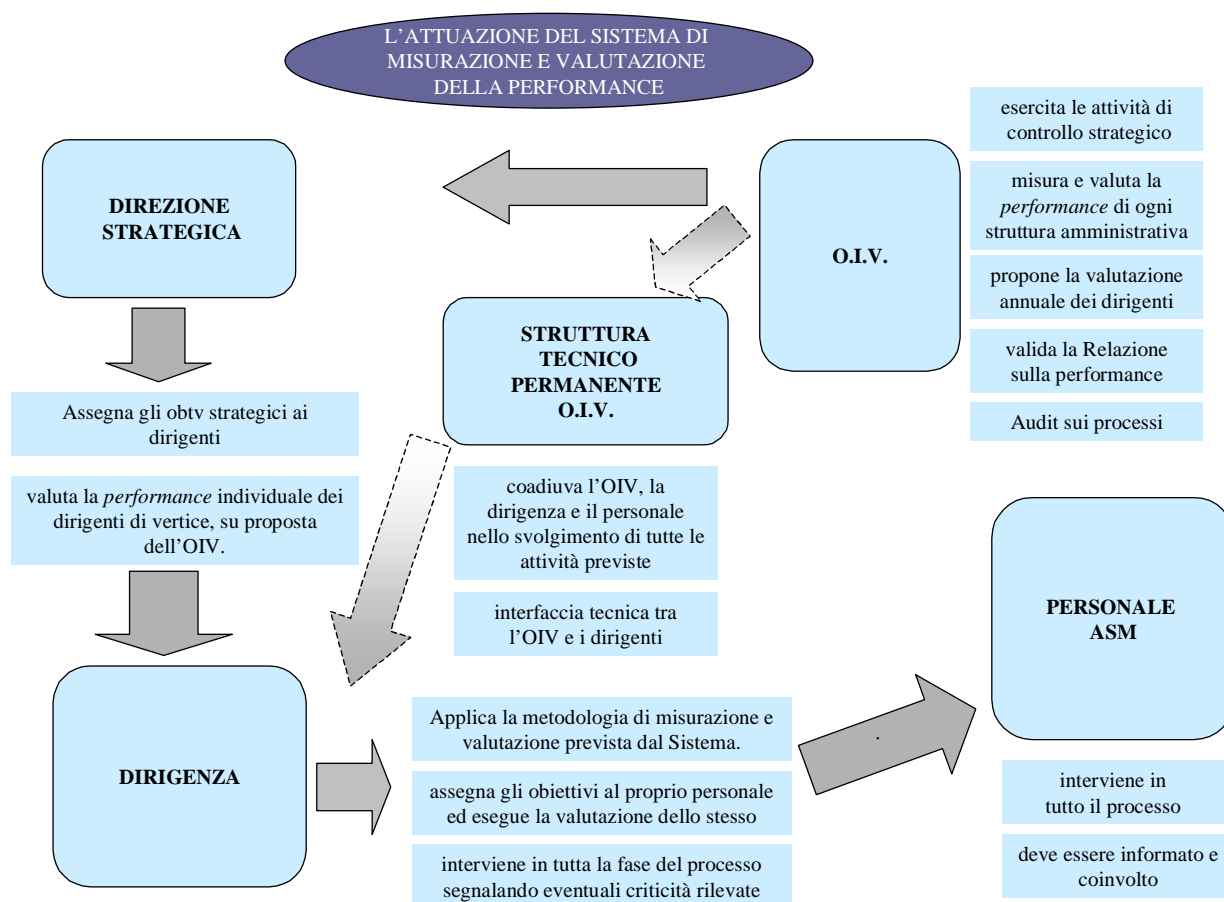 L'ATTUAZIONE DEL SISTEMA DI
MISURAZIONE E VALUTAZIONE
DELLA PERFORMANCE
DIREZIONE
STRATEGICA
O.I.V.
esercita le attività di
controllo strategico
misura e valuta la
performance di ogni
struttura amministrativa
propone la valutazione
annuale dei dirigenti
valida la Relazione
sulla performance
Audit sui processi
STRUTTURA
TECNICO
PERMANENTE
O.I.V.
Assegna gli obtv strategici ai
dirigenti
valuta la performance individuale dei
dirigenti di vertice, su proposta
dell'OIV.
coadiuva l'OIV, la
dirigenza e il personale
nello svolgimento di tutte le
attività previste
interfaccia tecnica tra
l'OIV e i dirigenti
DIRIGENZA
Applica la metodologia di misurazione e
valutazione prevista dal Sistema.
assegna gli obiettivi al proprio personale
ed esegue la valutazione dello stesso
interviene in tutta la fase del processo
segnalando eventuali criticità rilevate
PERSONALE
ASM
interviene in
tutto il processo
deve essere informato e
coinvolto